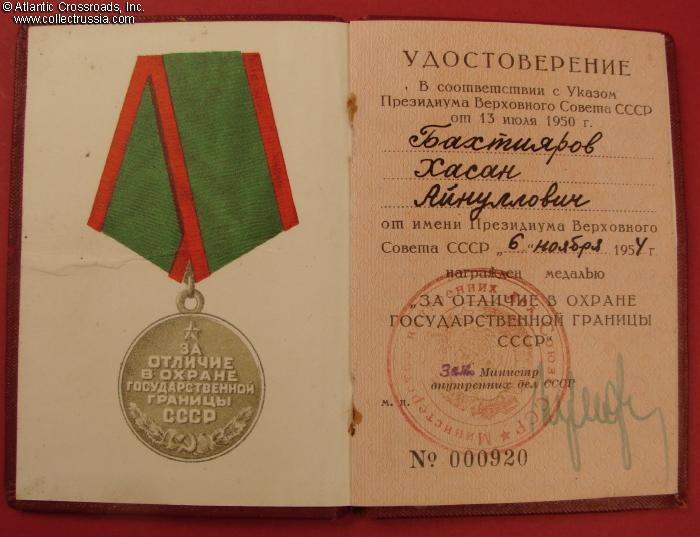 © Atlantic Crossroads, Inc.
www.collectrussia.com
ЗА
ОТЛИЧИЕ
В ОХРАНЕ
ГОСУДАРСТВЕННОЙ
ГРАНИЦЫ
СССР
УДОСТОВЕРЕНИЕ
В соответствии с Указом
Президиума Верховного Совета СССР
от 13 июля 1950 г.
Бахтияров
Хасан
Айнуллович
от имени Президиума Верховного
Совета СССР „6“ ноября 1954 г.
награжден медалью
„ЗА ОТЛИЧИЕ В ОХРАНЕ
ГОСУДАРСТВЕННОЙ ГРАНИЦЫ
СССР“
Зам. Министр
внутренних дел СССР
м. п.
№ 000920